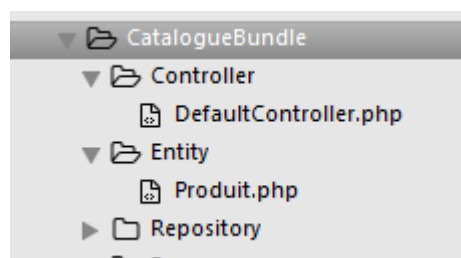 CatalogueBundle
Controller
DefaultController.php
Entity
Produit.php
Repository